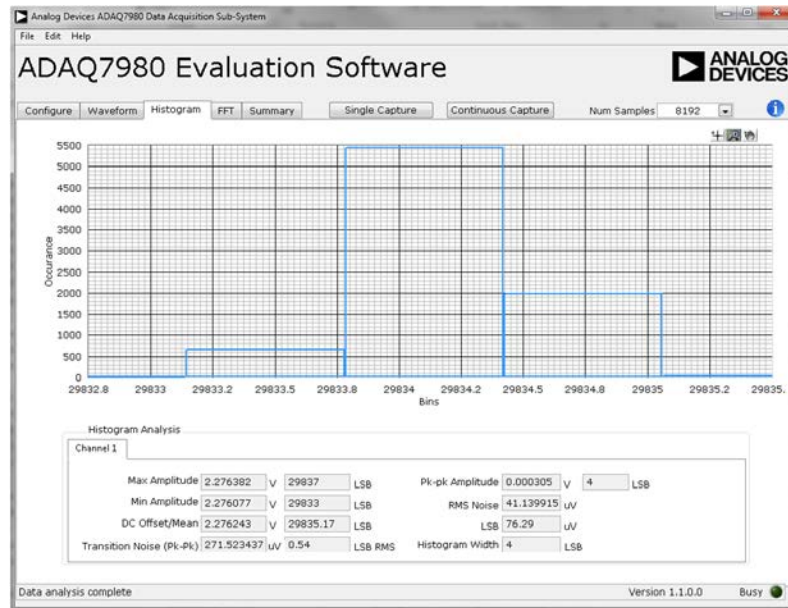 Analog Devices ADAQ7980 Data Acquisition Sub-System
File Edit Help
ADAQ7980 Evaluation Software
ANALOG
DEVICES
Configure Waveform Histogram FFT Summary Single Capture Continuous Capture Num Samples 8192
5500
5000
4500
4000
3500
3000
2500
2000
1500
1000
500
0
Occurance
29832.8 29833 29833.2 29833.5 29833.8 29834 29834.2 29834.5 29834.8 29835 29835.2 29835.
Bins
Histogram Analysis
Channel 1
Max Amplitude 2.276382 V 29837 LSB Pk-pk Amplitude 0.000305 V 4 LSB
Min Amplitude 2.276077 V 29833 LSB RMS Noise 41.139915 uV
DC Offset/Mean 2.276243 V 29835.17 LSB LSB 76.29 uV
Transition Noise (Pk-Pk) 271.523437 uV 0.54 LSB RMS Histogram Width 4 LSB
Data analysis complete Version 1.1.0.0 Busy